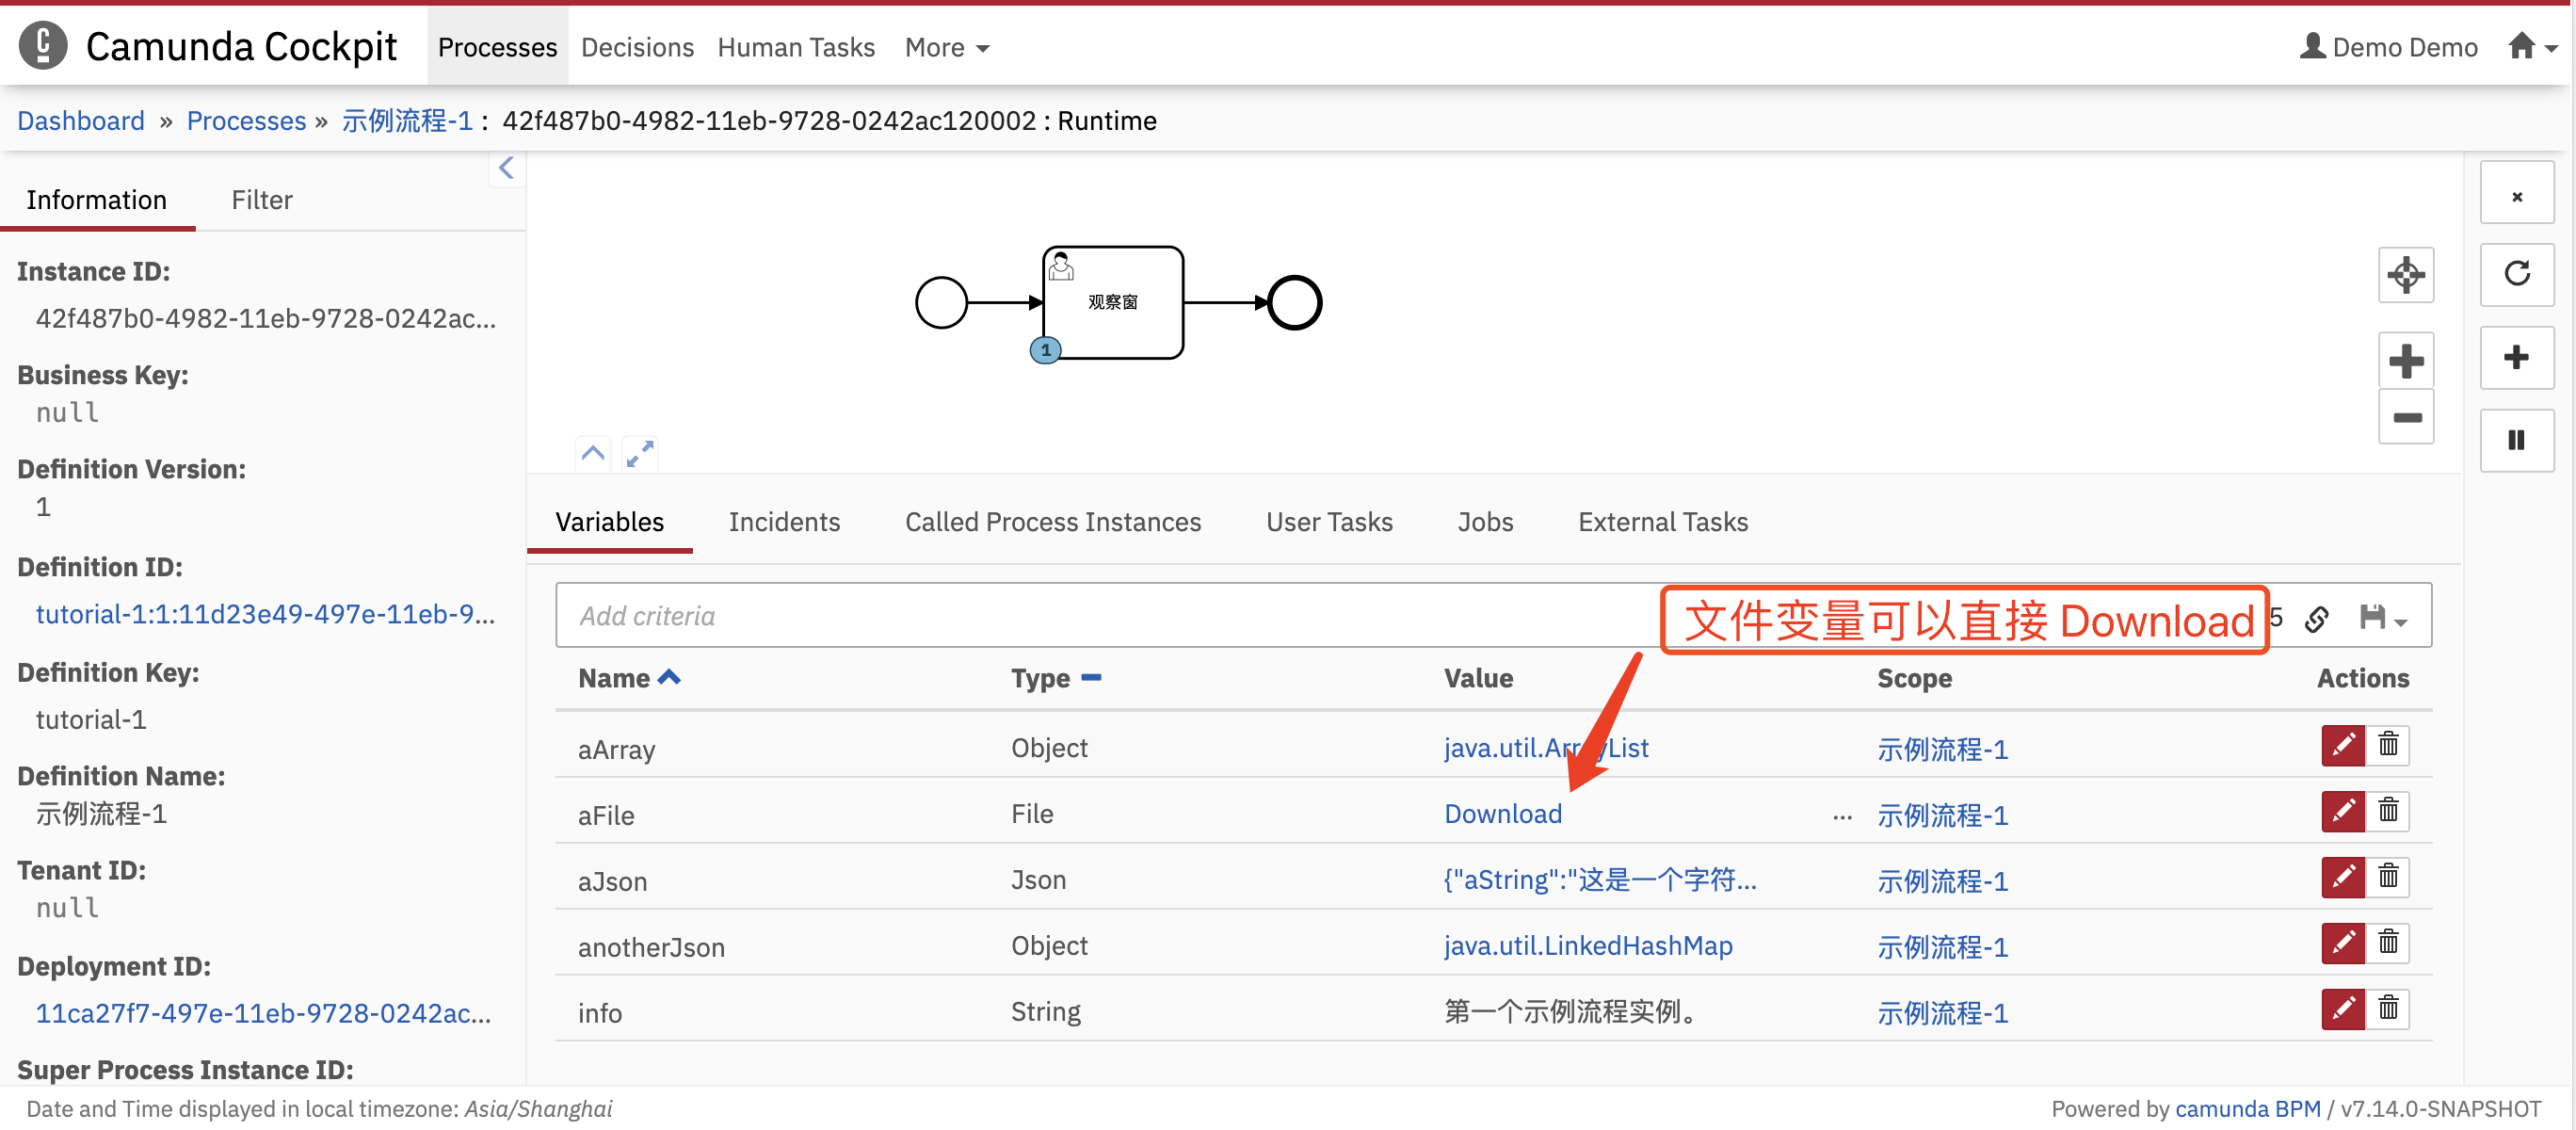 Camunda Cockpit Processes Decisions Human Tasks More Demo Demo
Dashboard » Processes » 示例流程-1 : 42f487b0-4982-11eb-9728-0242ac120002 : Runtime
Information Filter
Instance ID:
42f487b0-4982-11eb-9728-0242ac...
Business Key:
null
Definition Version:
1
Definition ID:
tutorial-1:1:11d23e49-497e-11eb-9...
Definition Key:
tutorial-1
Definition Name:
示例流程-1
Tenant ID:
null
Deployment ID:
11ca27f7-497e-11eb-9728-0242ac...
Super Process Instance ID:
观察窗
1
Variables Incidents Called Process Instances User Tasks Jobs External Tasks
Add criteria 文件变量可以直接 Download 5
Name Type Value Scope Actions
aArray Object java.util.ArrayList 示例流程-1
aFile File Download ... 示例流程-1
aJson Json {"aString":"这是一个字符... 示例流程-1
anotherJson Object java.util.LinkedHashMap 示例流程-1
info String 第一个示例流程实例。 示例流程-1
Date and Time displayed in local timezone: Asia/Shanghai Powered by camunda BPM / v7.14.0-SNAPSHOT